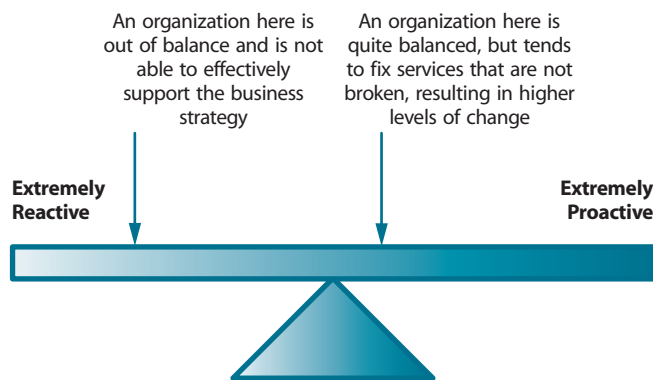 An organization here is
out of balance and is not
able to effectively
support the business
strategy
An organization here is
quite balanced, but tends
to fix services that are not
broken, resulting in higher
levels of change
Extremely
Reactive
Extremely
Proactive